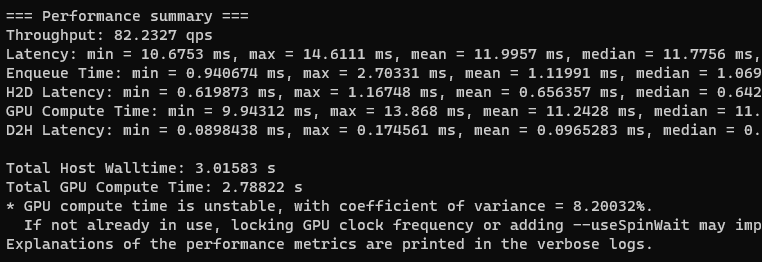 === Performance summary ===
Throughput: 82.2327 qps
Latency: min = 10.6753 ms, max = 14.6111 ms, mean = 11.9957 ms, median = 11.7756 ms,
Enqueue Time: min = 0.940674 ms, max = 2.70331 ms, mean = 1.11991 ms, median = 1.069
H2D Latency: min = 0.619873 ms, max = 1.16748 ms, mean = 0.656357 ms, median = 0.642
GPU Compute Time: min = 9.94312 ms, max = 13.868 ms, mean = 11.2428 ms, median = 11.
D2H Latency: min = 0.0898438 ms, max = 0.174561 ms, mean = 0.0965283 ms, median = 0.
Total Host Walltime: 3.01583 s
Total GPU Compute Time: 2.78822 s
* GPU compute time is unstable, with coefficient of variance = 8.20032%.
If not already in use, locking GPU clock frequency or adding --useSpinWait may imp
Explanations of the performance metrics are printed in the verbose logs.